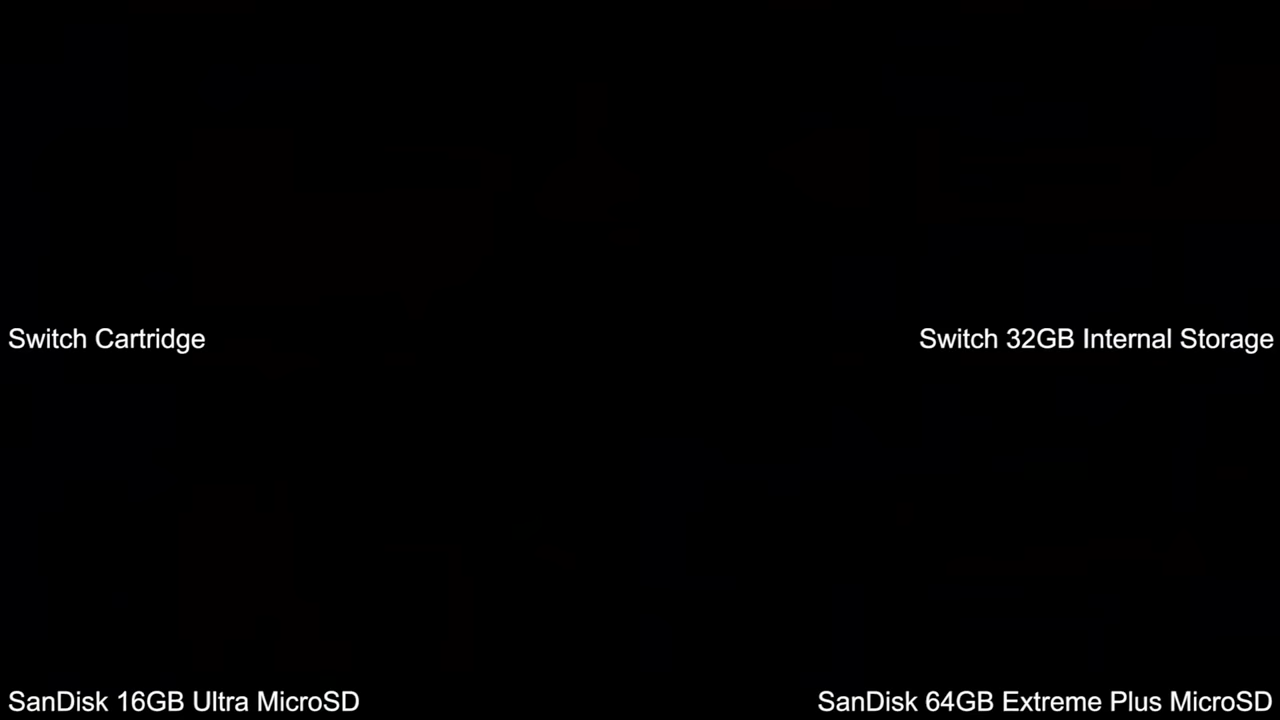 Switch Cartridge
Switch 32GB Internal Storage
SanDisk 16GB Ultra MicroSD
SanDisk 64GB Extreme Plus MicroSD